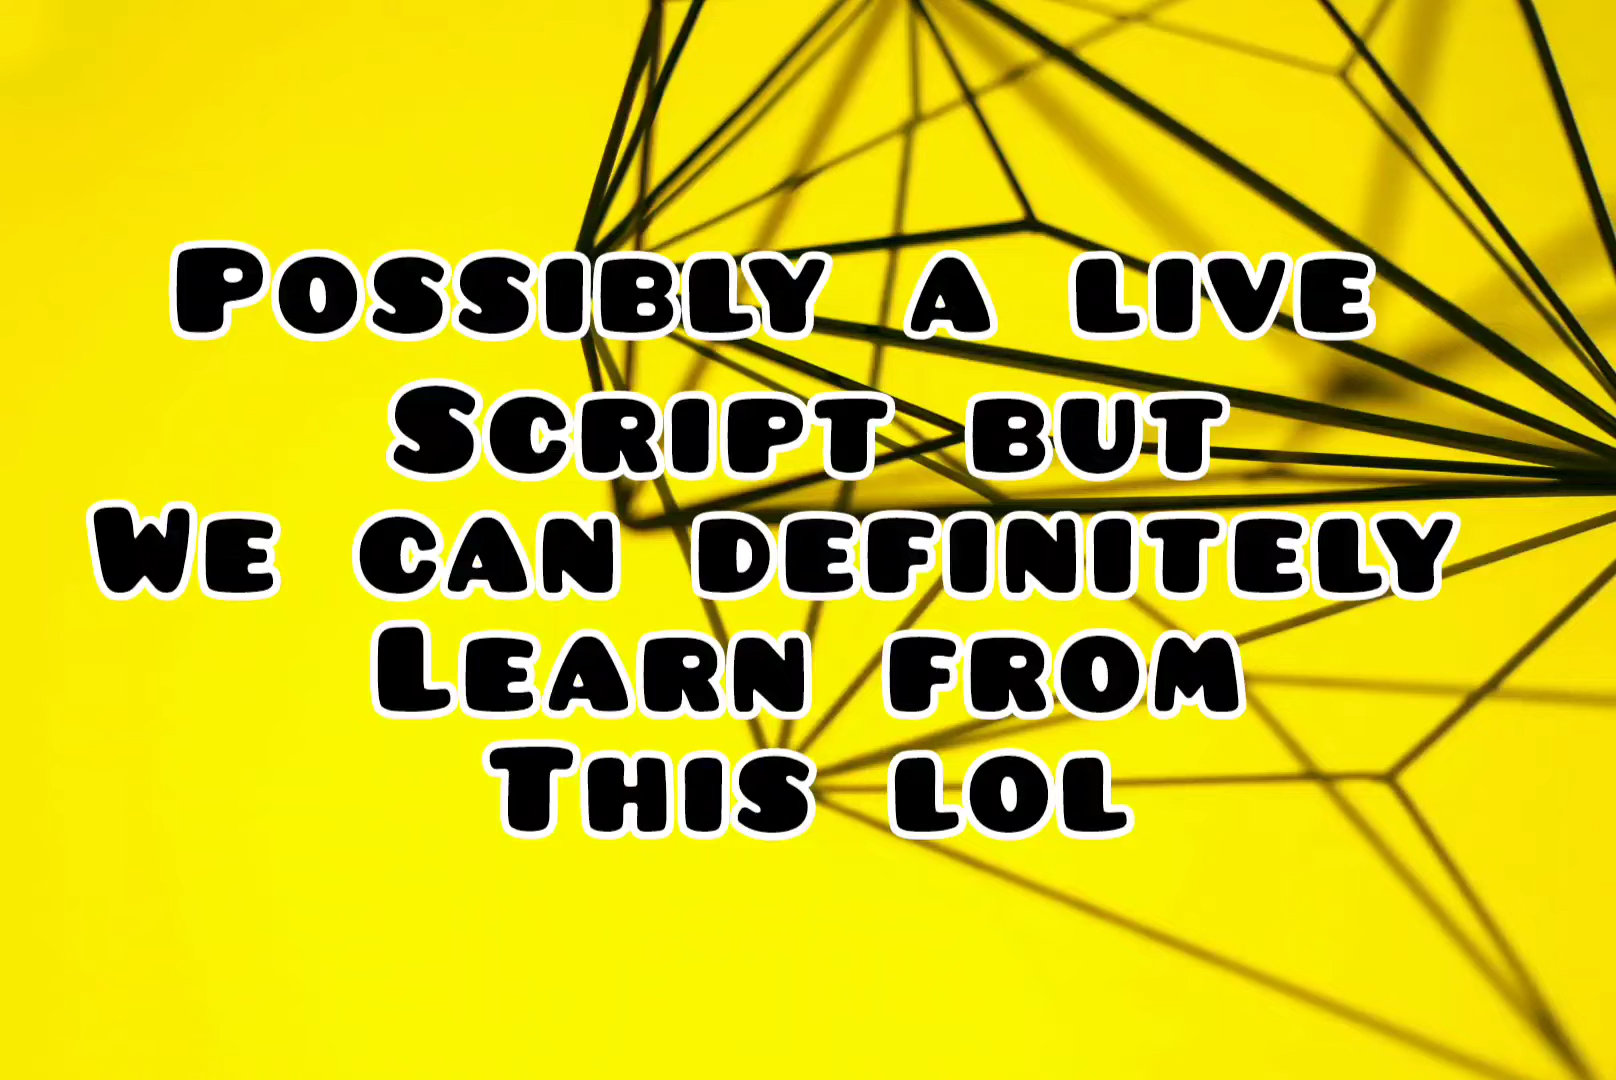 Possibly a live
Script but
We can definitely
Learn from
This lol